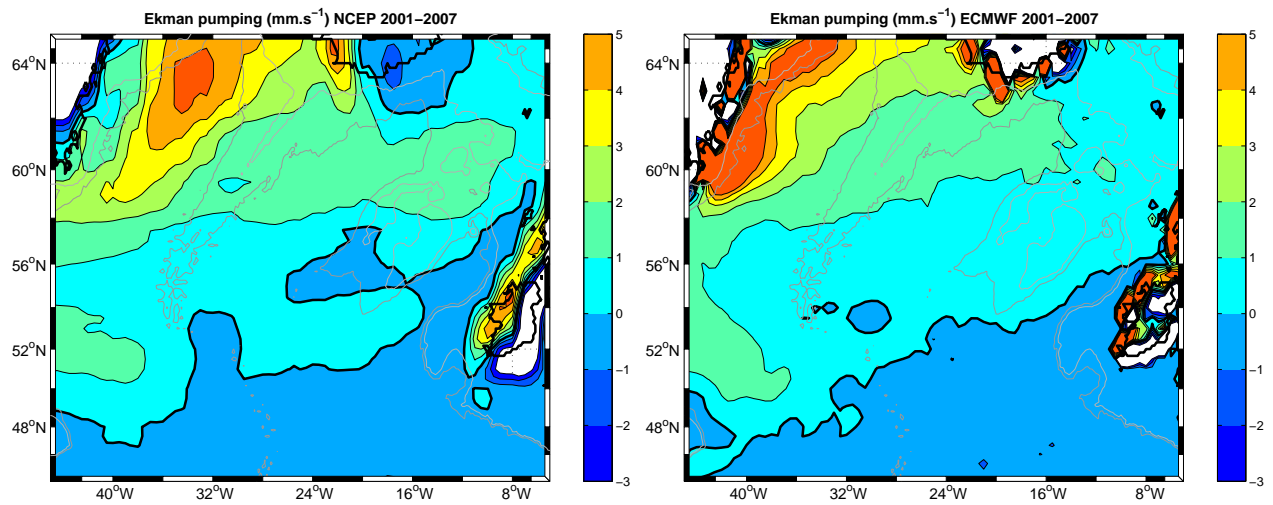 Ekman pumping (mm.s⁻¹) NCEP 2001−2007
64°N
60°N
56°N
52°N
48°N
40°W
32°W
24°W
16°W
8°W
5
4
3
2
1
0
−1
−2
−3
Ekman pumping (mm.s⁻¹) ECMWF 2001−2007
64°N
60°N
56°N
52°N
48°N
40°W
32°W
24°W
16°W
8°W
5
4
3
2
1
0
−1
−2
−3